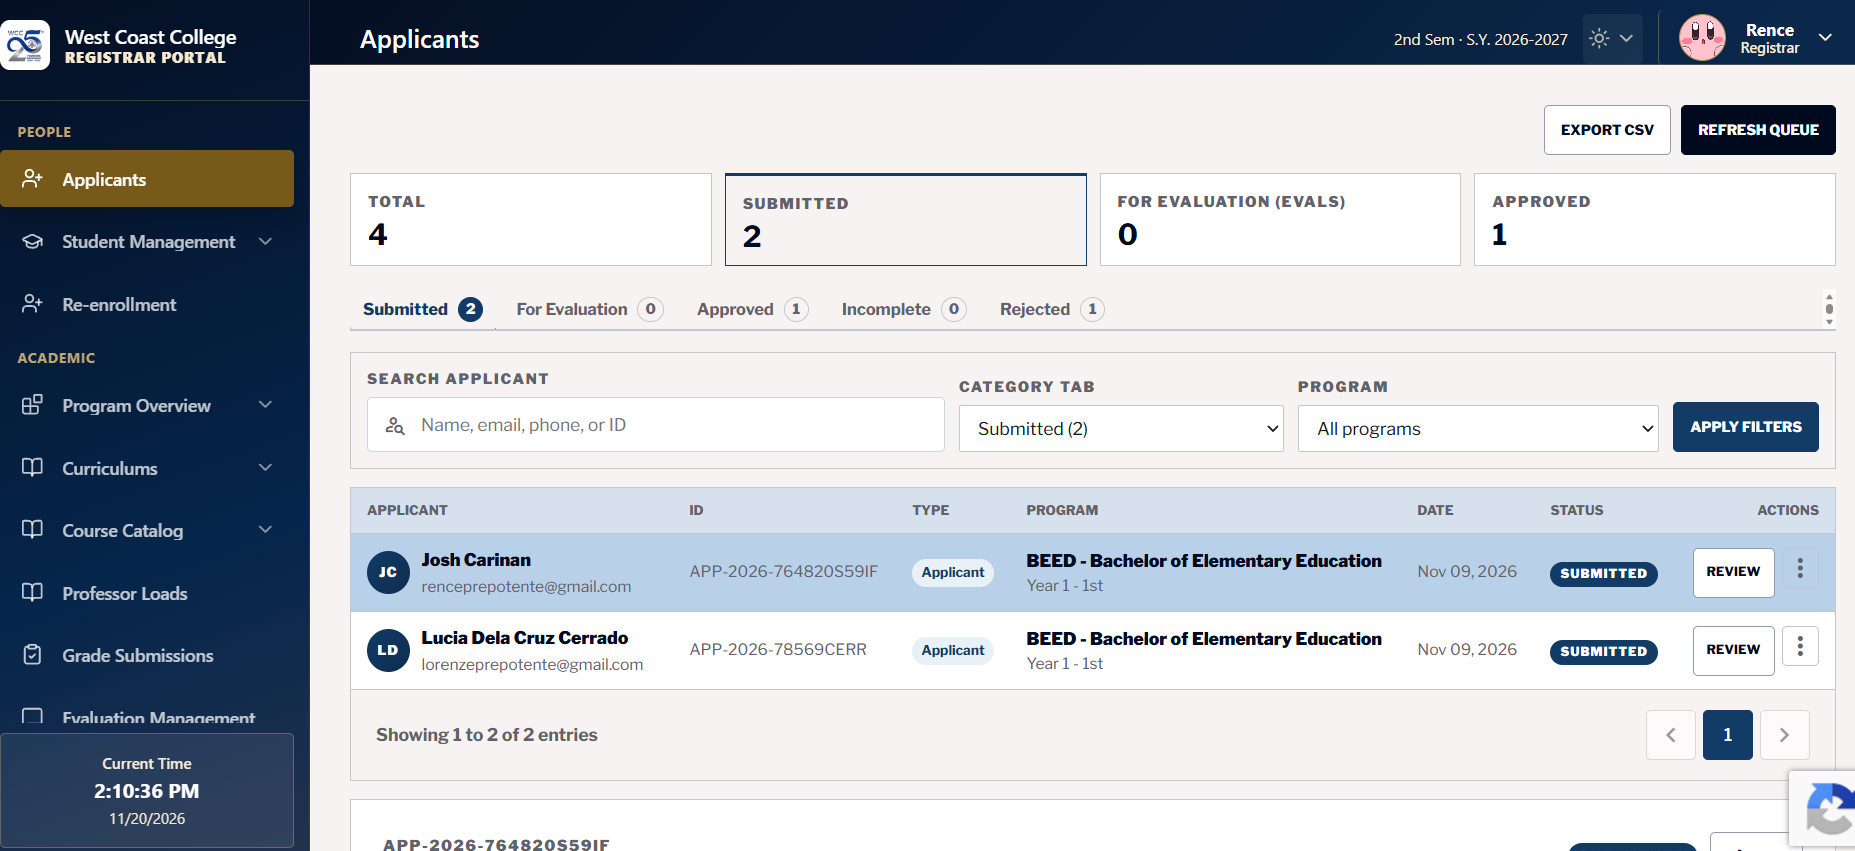 WCC
25
West Coast College
REGISTRAR PORTAL
Applicants
2nd Sem · S.Y. 2026-2027
Rence
Registrar
PEOPLE
Applicants
Student Management
Re-enrollment
ACADEMIC
Program Overview
Curriculums
Course Catalog
Professor Loads
Grade Submissions
Evaluation Management
Current Time
2:10:36 PM
11/20/2026
EXPORT CSV
REFRESH QUEUE
TOTAL
4
SUBMITTED
2
FOR EVALUATION (EVALS)
0
APPROVED
1
Submitted 2
For Evaluation 0
Approved 1
Incomplete 0
Rejected 1
SEARCH APPLICANT
Name, email, phone, or ID
CATEGORY TAB
Submitted (2)
PROGRAM
All programs
APPLY FILTERS
APPLICANT ID TYPE PROGRAM DATE STATUS ACTIONS
JC
Josh Carinan
renceprepotente@gmail.com
APP-2026-764820S59IF
Applicant
BEED - Bachelor of Elementary Education
Year 1 - 1st
Nov 09, 2026
SUBMITTED
REVIEW
LD
Lucia Dela Cruz Cerrado
lorenzeprepotente@gmail.com
APP-2026-78569CERR
Applicant
BEED - Bachelor of Elementary Education
Year 1 - 1st
Nov 09, 2026
SUBMITTED
REVIEW
Showing 1 to 2 of 2 entries
1
APP-2026-764820S59IF